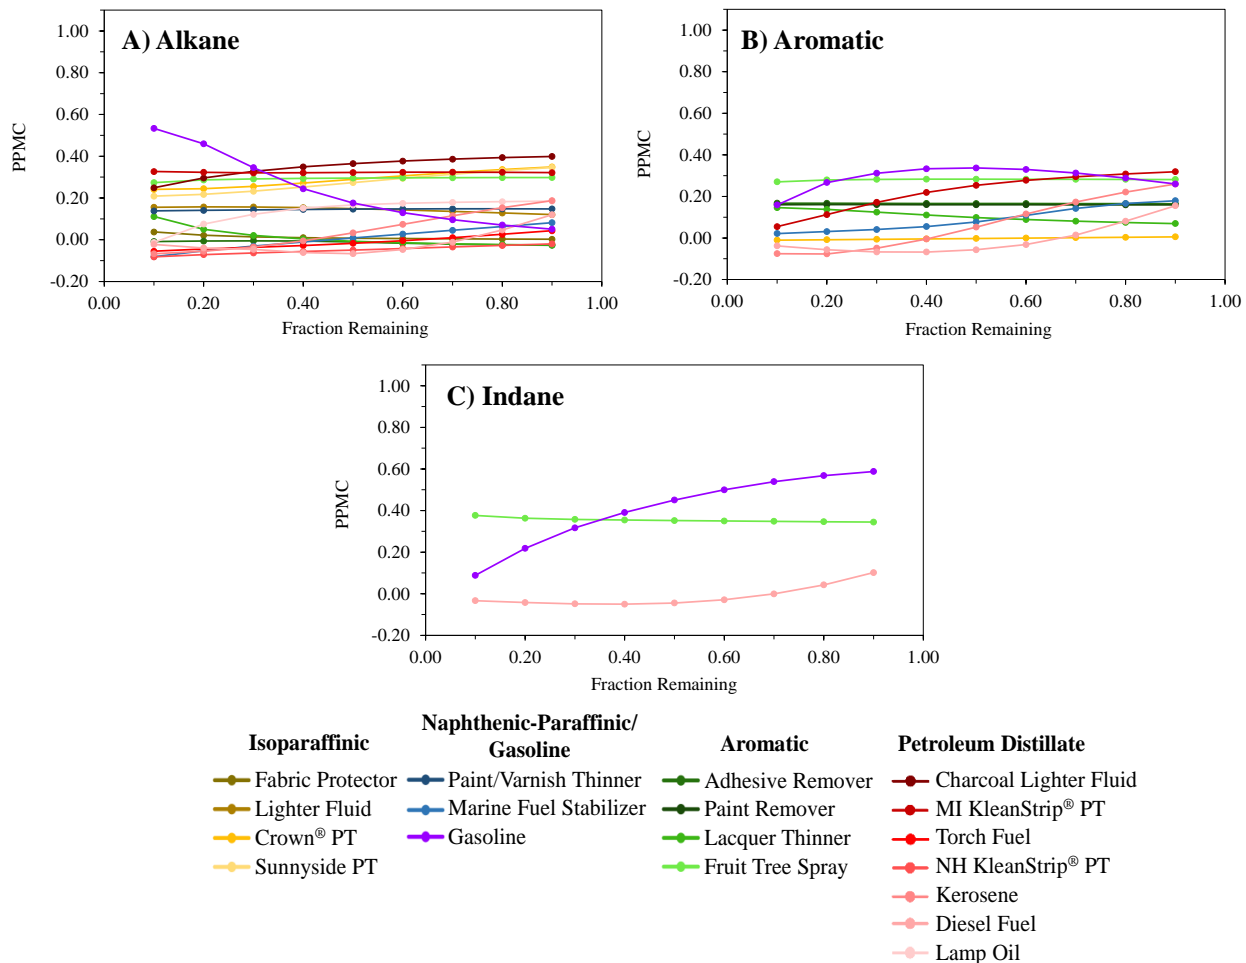 A) Alkane
PPMC
1.00
0.80
0.60
0.40
0.20
0.00
-0.20
0.00 0.20 0.40 0.60 0.80 1.00
Fraction Remaining
B) Aromatic
PPMC
1.00
0.80
0.60
0.40
0.20
0.00
-0.20
0.00 0.20 0.40 0.60 0.80 1.00
Fraction Remaining
C) Indane
PPMC
1.00
0.80
0.60
0.40
0.20
0.00
-0.20
0.00 0.20 0.40 0.60 0.80 1.00
Fraction Remaining
Isoparaffinic
Fabric Protector
Lighter Fluid
Crown® PT
Sunnyside PT
Naphthenic-Paraffinic/
Gasoline
Paint/Varnish Thinner
Marine Fuel Stabilizer
Gasoline
Aromatic
Adhesive Remover
Paint Remover
Lacquer Thinner
Fruit Tree Spray
Petroleum Distillate
Charcoal Lighter Fluid
MI KleanStrip® PT
Torch Fuel
NH KleanStrip® PT
Kerosene
Diesel Fuel
Lamp Oil